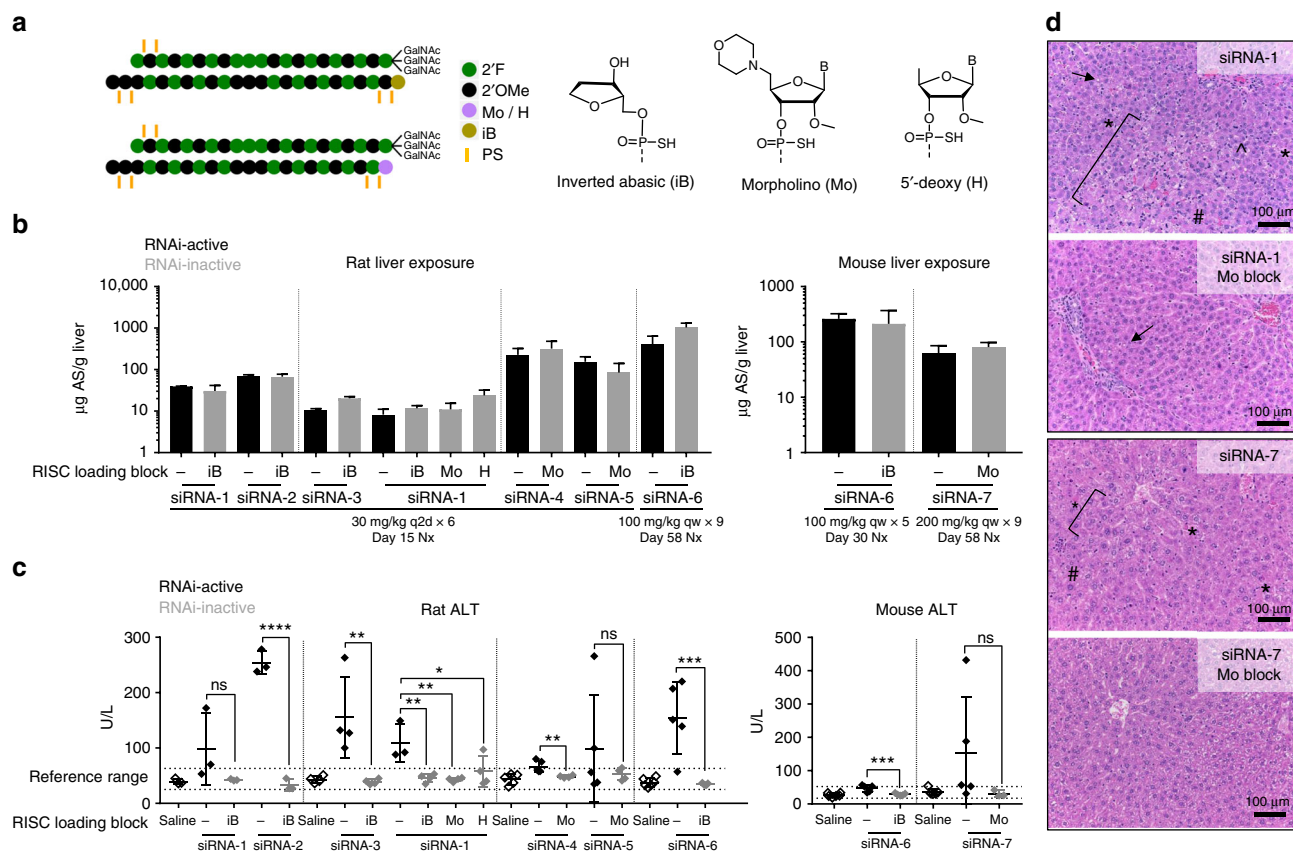 a
GalNAc
GalNAc
GalNAc
GalNAc
GalNAc
GalNAc
2′F
2′OMe
Mo / H
iB
PS
OH
O
O
O=P–SH
Inverted abasic (iB)
O
N
O
B
O
O
O=P–SH
Morpholino (Mo)
O
B
O
O
O=P–SH
5′-deoxy (H)
b
RNAi-active
RNAi-inactive
Rat liver exposure
µg AS/g liver
10,000
1000
100
10
1
RISC loading block – iB – iB – iB – iB Mo H – Mo – Mo – iB
siRNA-1 siRNA-2 siRNA-3 siRNA-1 siRNA-4 siRNA-5 siRNA-6
30 mg/kg q2d × 6 100 mg/kg qw × 9
Day 15 Nx Day 58 Nx
Mouse liver exposure
µg AS/g liver
1000
100
10
1
– iB – Mo
siRNA-6 siRNA-7
100 mg/kg qw × 5 200 mg/kg qw × 9
Day 30 Nx Day 58 Nx
c
RNAi-active
RNAi-inactive
Rat ALT
U/L
300
200
100
0
Reference range
ns **** ** ** ** * ** ns ***
RISC loading block Saline – iB – iB Saline – iB – iB Mo H Saline – Mo – Mo Saline – iB
siRNA-1 siRNA-2 siRNA-3 siRNA-1 siRNA-4 siRNA-5 siRNA-6
Mouse ALT
U/L
500
400
300
200
100
0
*** ns
Saline – iB Saline – Mo
siRNA-6 siRNA-7
d
siRNA-1
*
^
*
#
100 µm
siRNA-1
Mo block
100 µm
siRNA-7
*
*
#
*
100 µm
siRNA-7
Mo block
100 µm